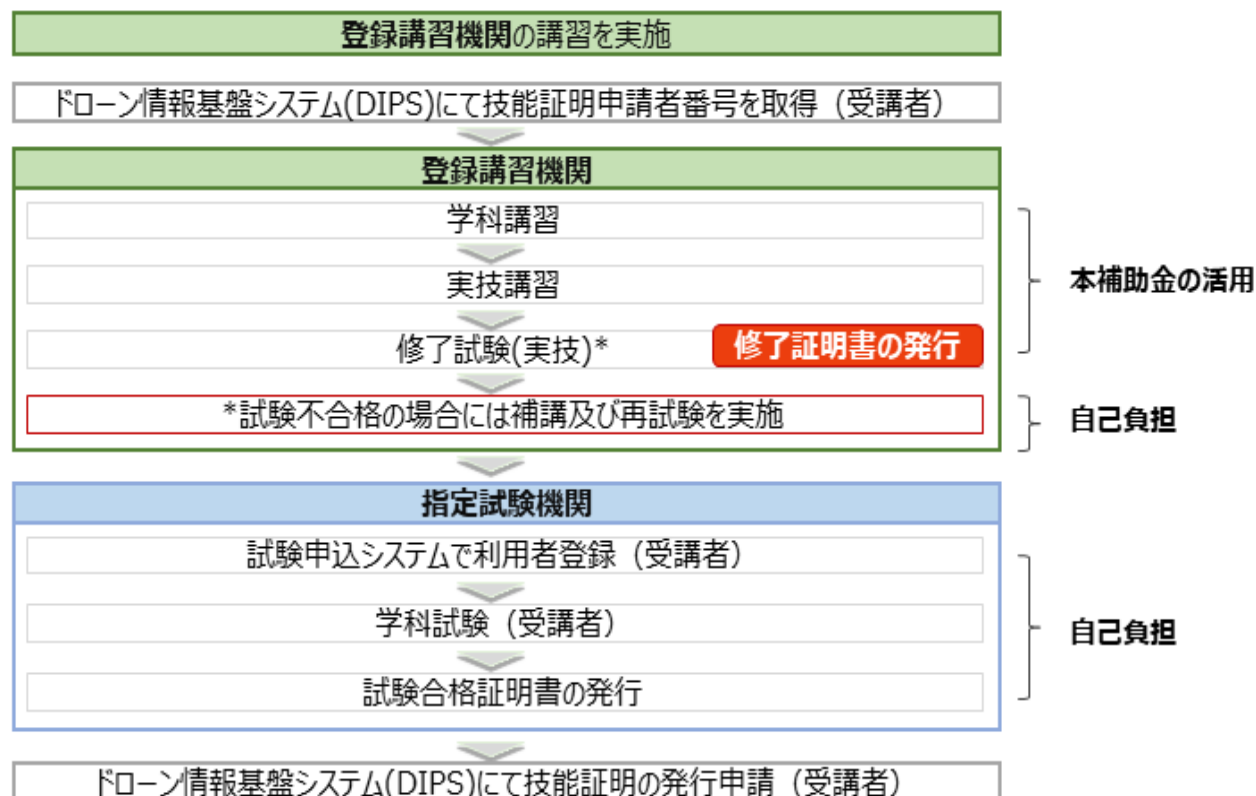 登録講習機関の講習を実施
ドローン情報基盤システム(DIPS)にて技能証明申請者番号を取得（受講者）
登録講習機関
学科講習
実技講習
修了試験(実技)*
修了証明書の発行
本補助金の活用
*試験不合格の場合には補講及び再試験を実施
自己負担
指定試験機関
試験申込システムで利用者登録（受講者）
学科試験（受講者）
試験合格証明書の発行
自己負担
ドローン情報基盤システム(DIPS)にて技能証明の発行申請（受講者）